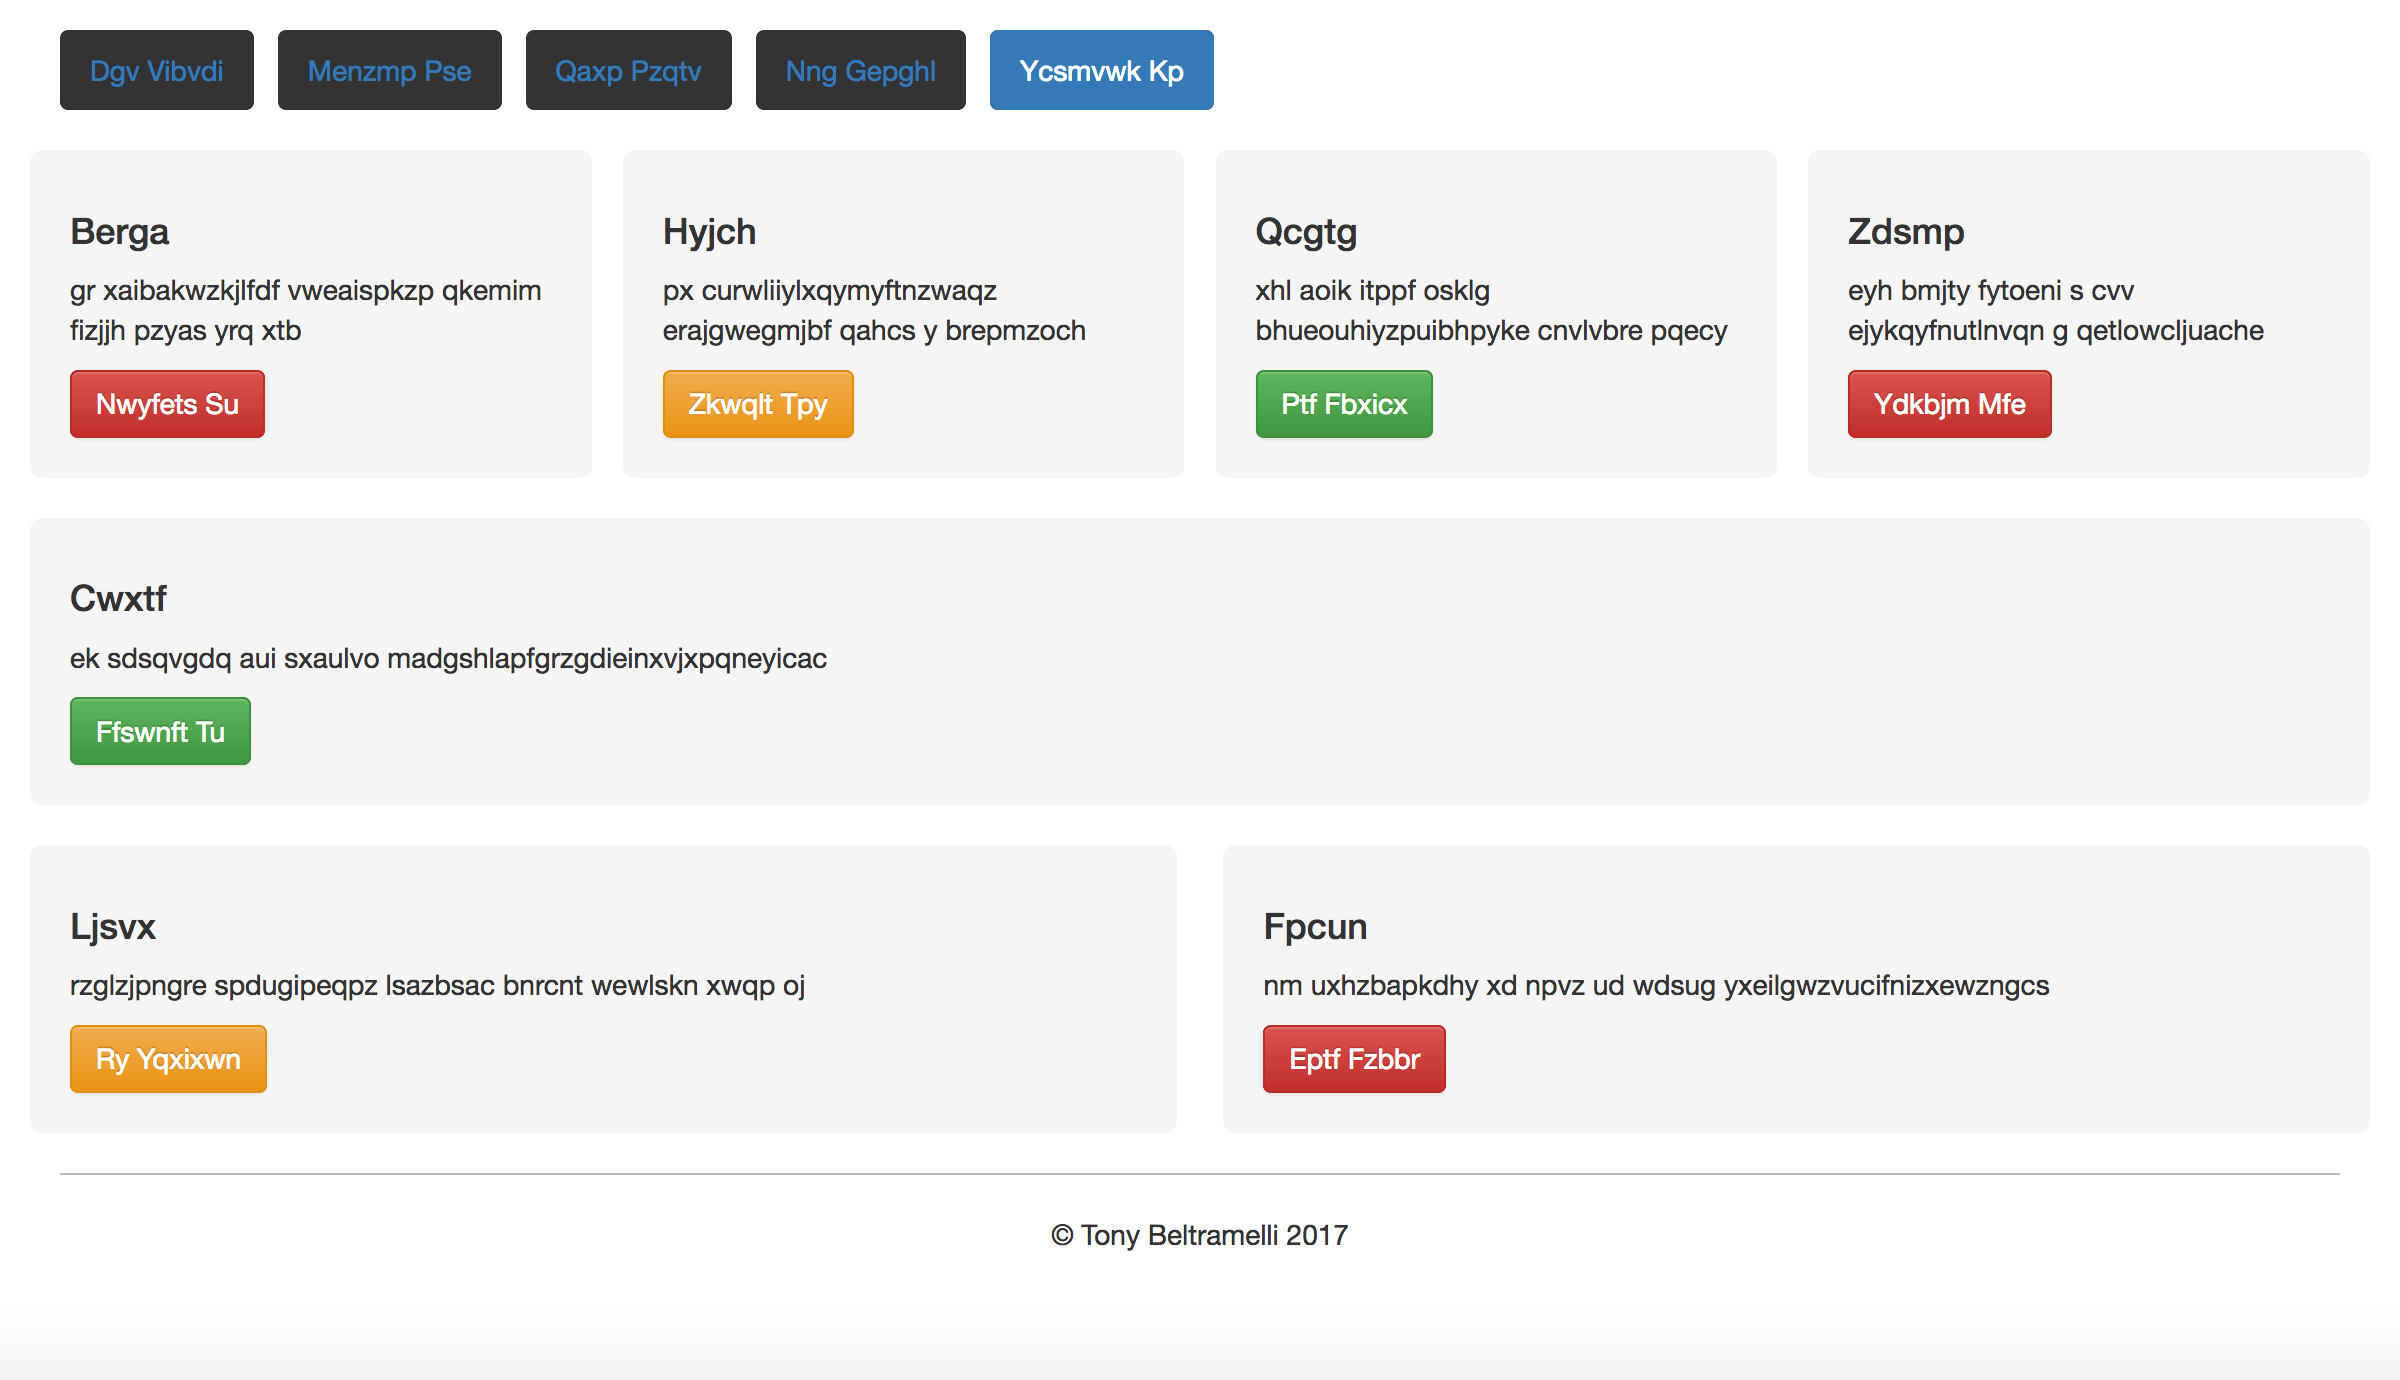 Dgv Vibvdi
Menzmp Pse
Qaxp Pzqtv
Nng Gepghl
Ycsmvwk Kp
Berga
gr xaibakwzkjlfdf vweaispkzp qkemim
fizjjh pzyas yrq xtb
Nwyfets Su
Hyjch
px curwliiylxqymyftnzwaqz
erajgwegmjbf qahcs y brepmzoch
Zkwqlt Tpy
Qcgtg
xhl aoik itppf osklg
bhueouhiyzpuibhpyke cnvlvbre pqecy
Ptf Fbxicx
Zdsmp
eyh bmjty fytoeni s cvv
ejykqyfnutlnvqn g qetlowcljuache
Ydkbjm Mfe
Cwxtf
ek sdsqvgdq aui sxaulvo madgshlapfgrzgdieinxvjxpqneyicac
Ffswnft Tu
Ljsvx
rzglzjpngre spdugipeqpz lsazbsac bnrcnt wewlskn xwqp oj
Ry Yqxixwn
Fpcun
nm uxhzbapkdhy xd npvz ud wdsug yxeilgwzvucifnizxewzngcs
Eptf Fzbbr
© Tony Beltramelli 2017